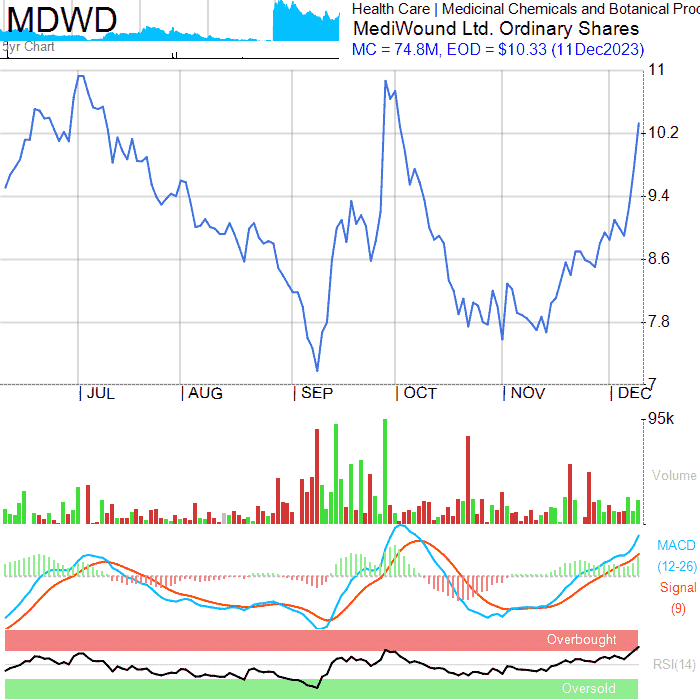 MDWD
5yr Chart
Health Care | Medicinal Chemicals and Botanical Proc
MediWound Ltd. Ordinary Shares
MC = 74.8M, EOD = $10.33 (11Dec2023)
11
10.2
9.4
8.6
7.8
7
JUL AUG SEP OCT NOV DEC
95k
Volume
MACD
(12-26)
Signal
(9)
Overbought
RSI(14)
Oversold